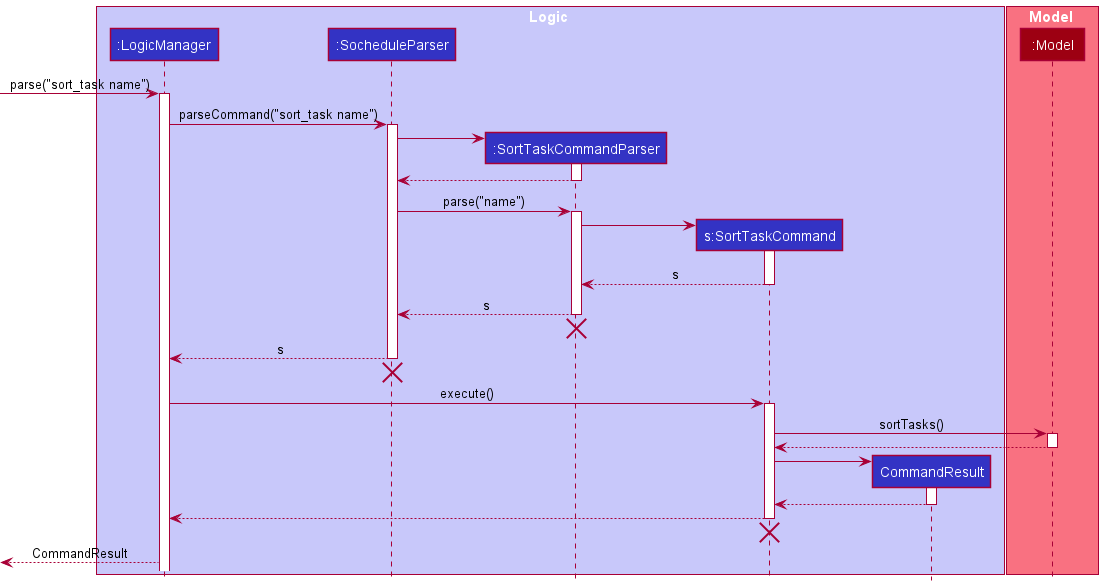 Logic
Model
:LogicManager
:SocheduleParser
:Model
parse("sort_task name")
parseCommand("sort_task name")
:SortTaskCommandParser
parse("name")
s:SortTaskCommand
s
s
s
execute()
sortTasks()
CommandResult
CommandResult